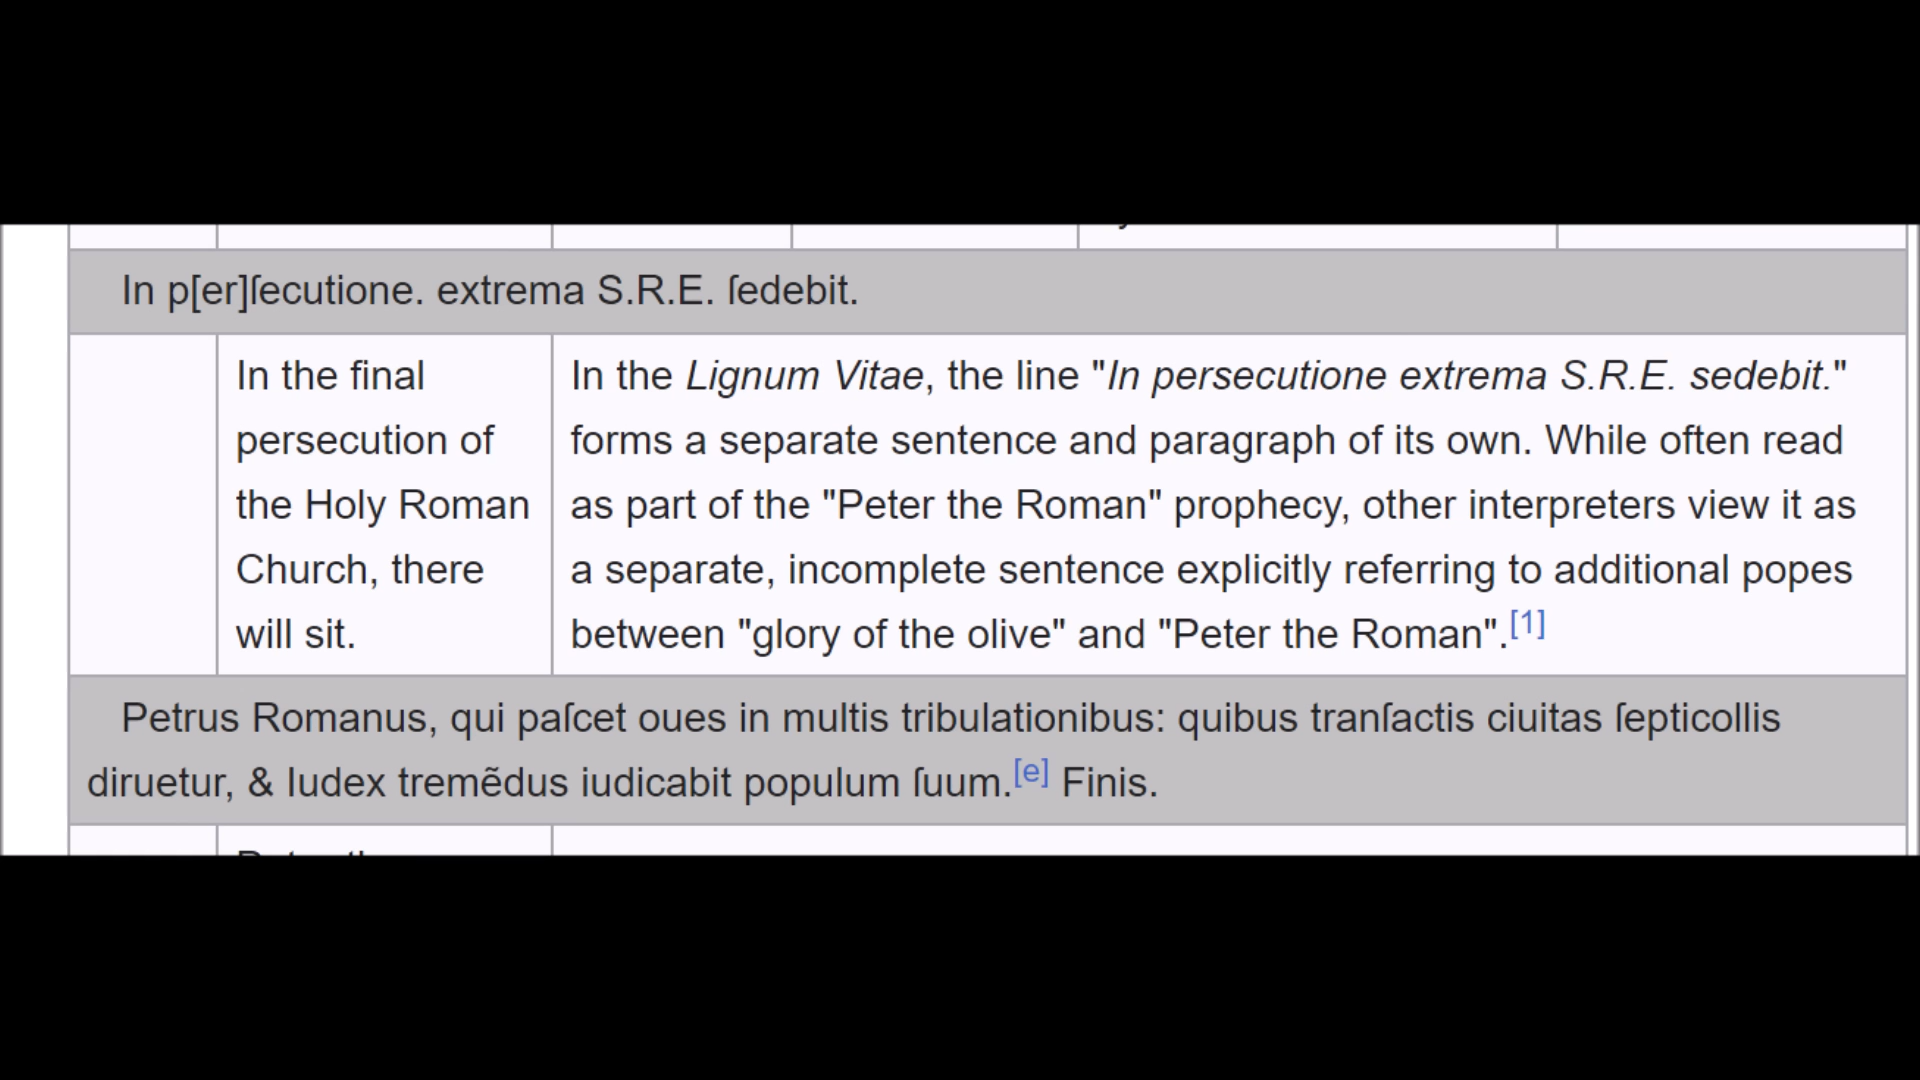 In p[er]ſecutione. extrema S.R.E. ſedebit.
In the final
persecution of
the Holy Roman
Church, there
will sit.
In the Lignum Vitae, the line "In persecutione extrema S.R.E. sedebit."
forms a separate sentence and paragraph of its own. While often read
as part of the "Peter the Roman" prophecy, other interpreters view it as
a separate, incomplete sentence explicitly referring to additional popes
between "glory of the olive" and "Peter the Roman".[1]
Petrus Romanus, qui paſcet oues in multis tribulationibus: quibus tranſactis ciuitas ſepticollis
diruetur, & Iudex tremẽdus iudicabit populum ſuum.[e] Finis.